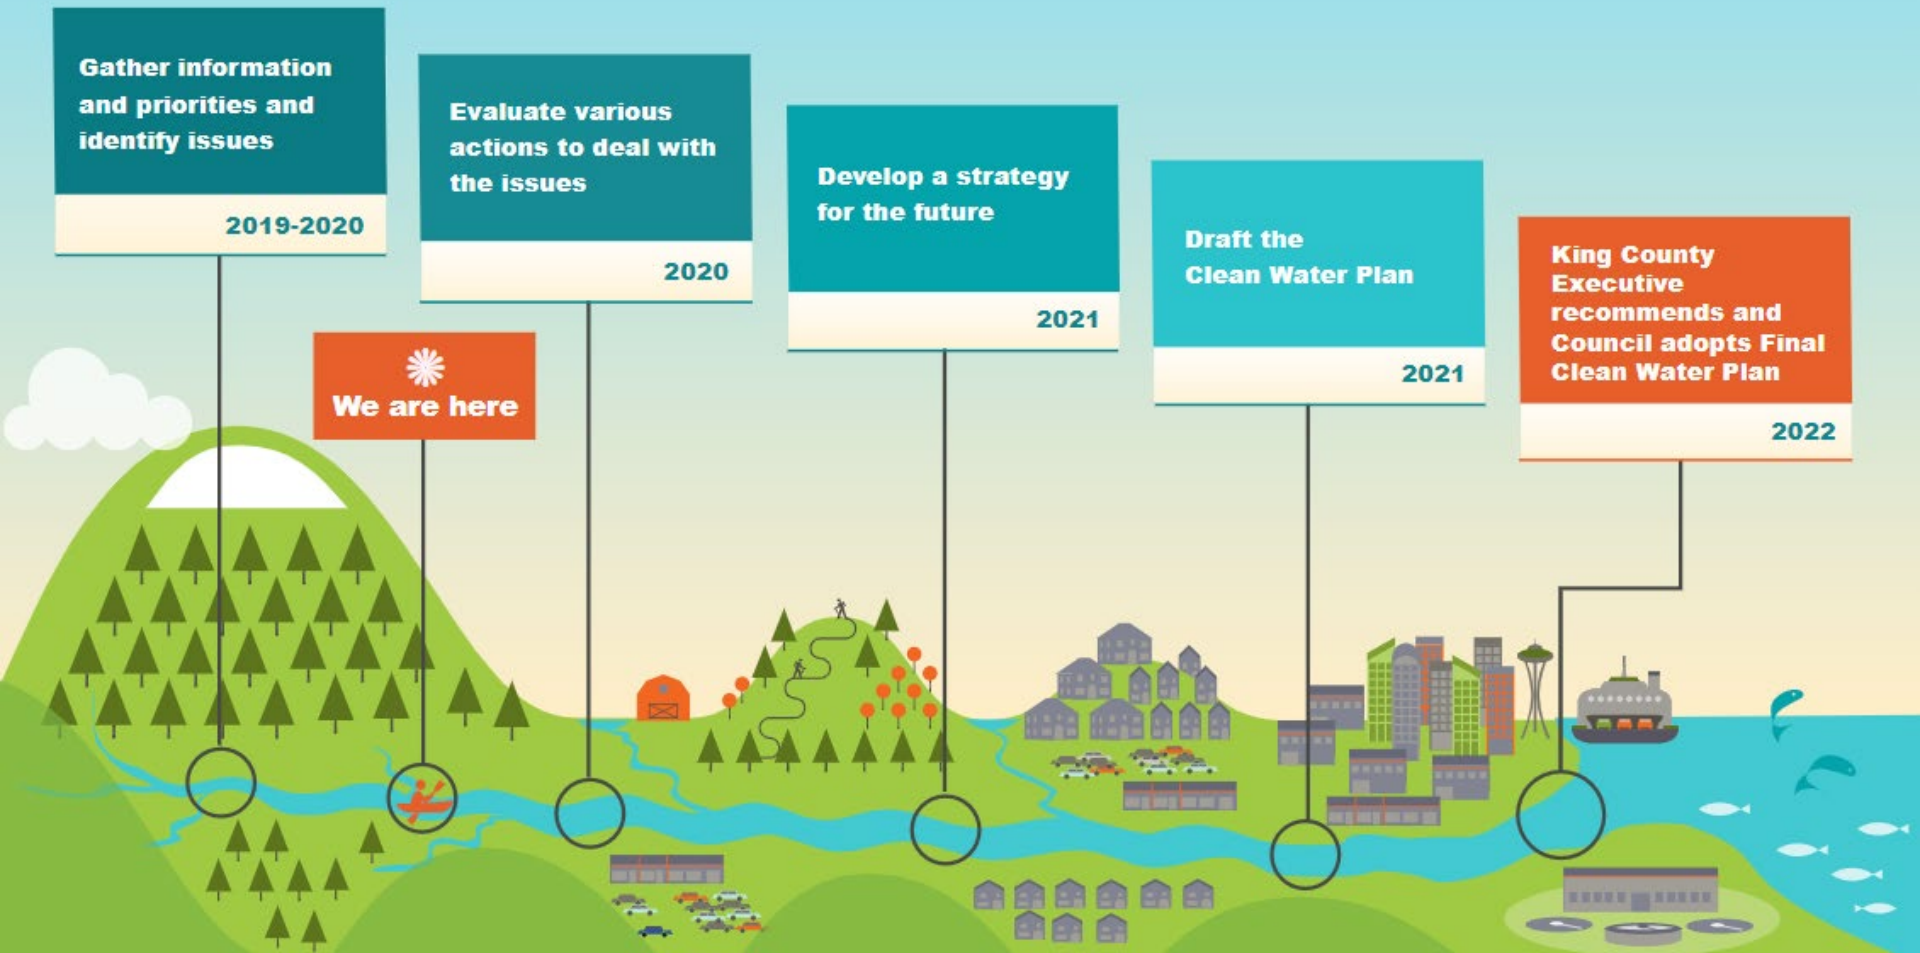 Gather information
and priorities and
identify issues
2019-2020
We are here
Evaluate various
actions to deal with
the issues
2020
Develop a strategy
for the future
2021
Draft the
Clean Water Plan
2021
King County
Executive
recommends and
Council adopts Final
Clean Water Plan
2022